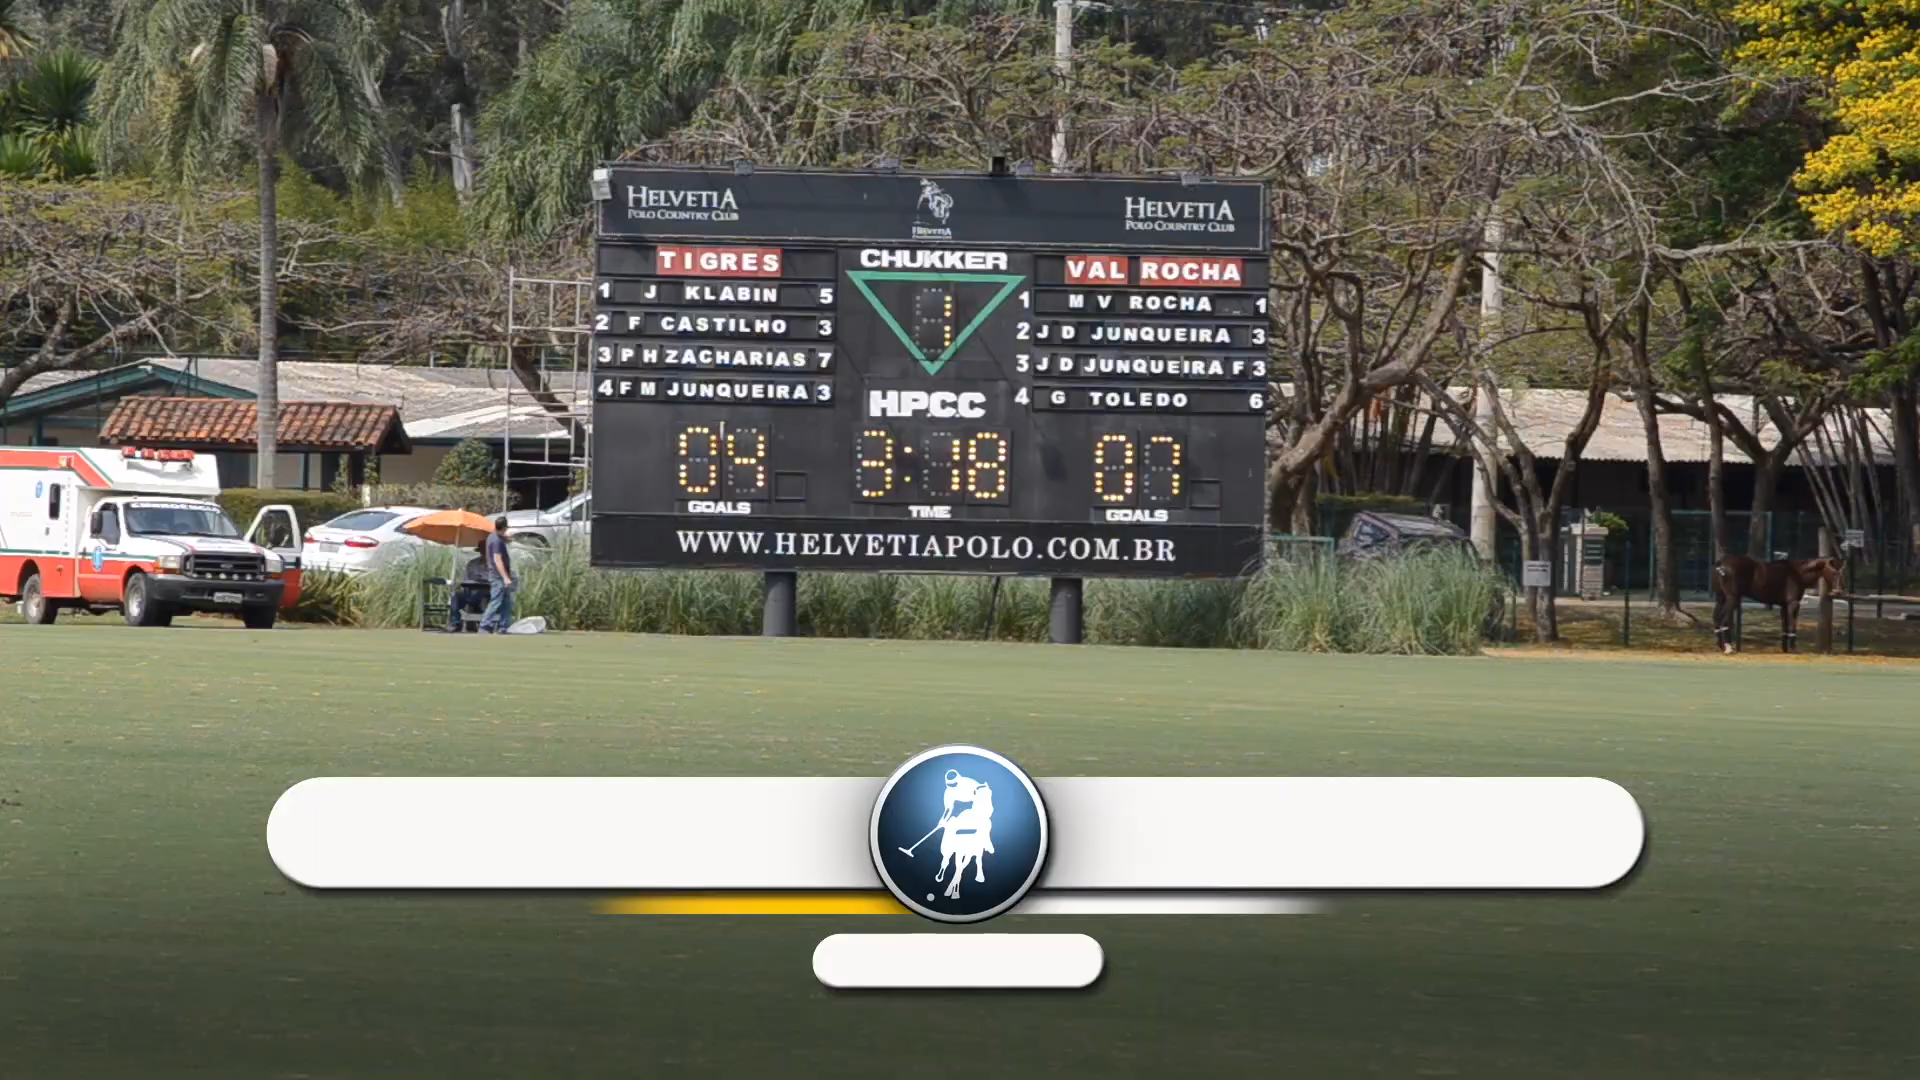 HELVETIA
POLO COUNTRY CLUB
HELVETIA
HELVETIA
POLO COUNTRY CLUB
TIGRES
1 J KLABIN 5
2 F CASTILHO 3
3 P H ZACHARIAS 7
4 F M JUNQUEIRA 3
CHUKKER
1
H.P.C.C
VAL ROCHA
1 M V ROCHA 1
2 J D JUNQUEIRA 3
3 J D JUNQUEIRA F 3
4 G TOLEDO 6
04
GOALS
3:18
TIME
07
GOALS
WWW.HELVETIAPOLO.COM.BR
EMERGÊNCIA